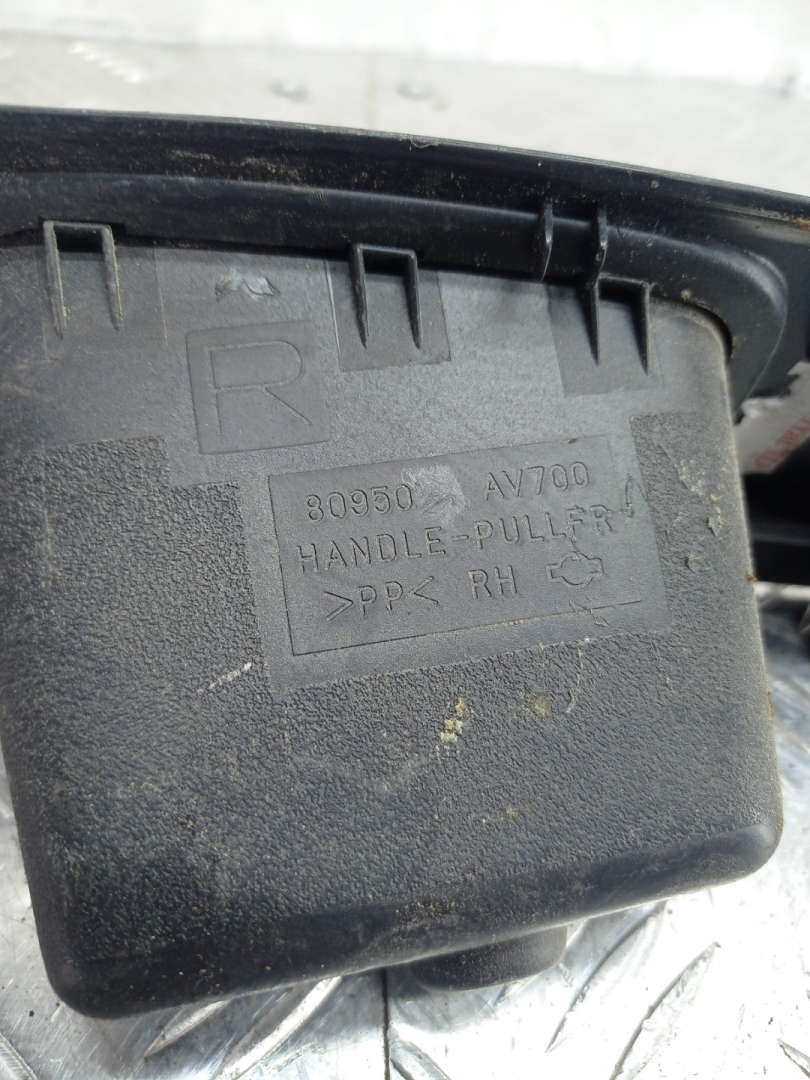 R
80950 AV700
HANDLE-PULLER
>PP< RH